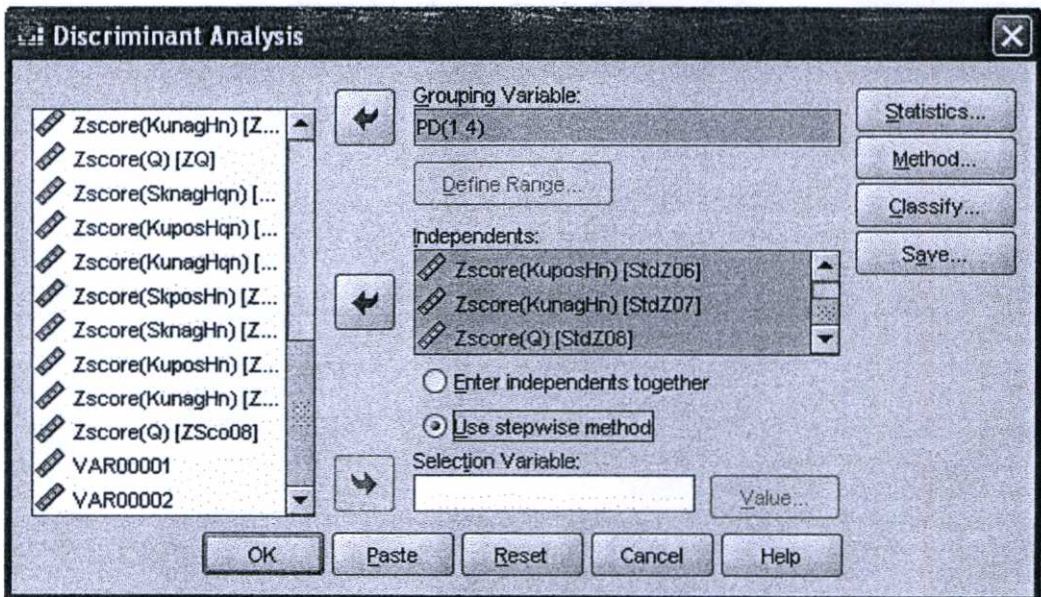 Discriminant Analysis
Zscore(KunagHn) [Z...
Zscore(Q) [ZQ]
Zscore(SknagHqn) [...
Zscore(KuposHqn) [...
Zscore(KunagHqn) [...
Zscore(SkposHn) [Z...
Zscore(SknagHn) [Z...
Zscore(KuposHn) [Z...
Zscore(KunagHn) [Z...
Zscore(Q) [ZSco08]
VAR00001
VAR00002
Grouping Variable:
PD(1 4)
Define Range...
Independents:
Zscore(KuposHn) [StdZ06]
Zscore(KunagHn) [StdZ07]
Zscore(Q) [StdZ08]
Enter independents together
Use stepwise method
Selection Variable:
Value...
Statistics...
Method...
Classify...
Save...
OK
Paste
Reset
Cancel
Help